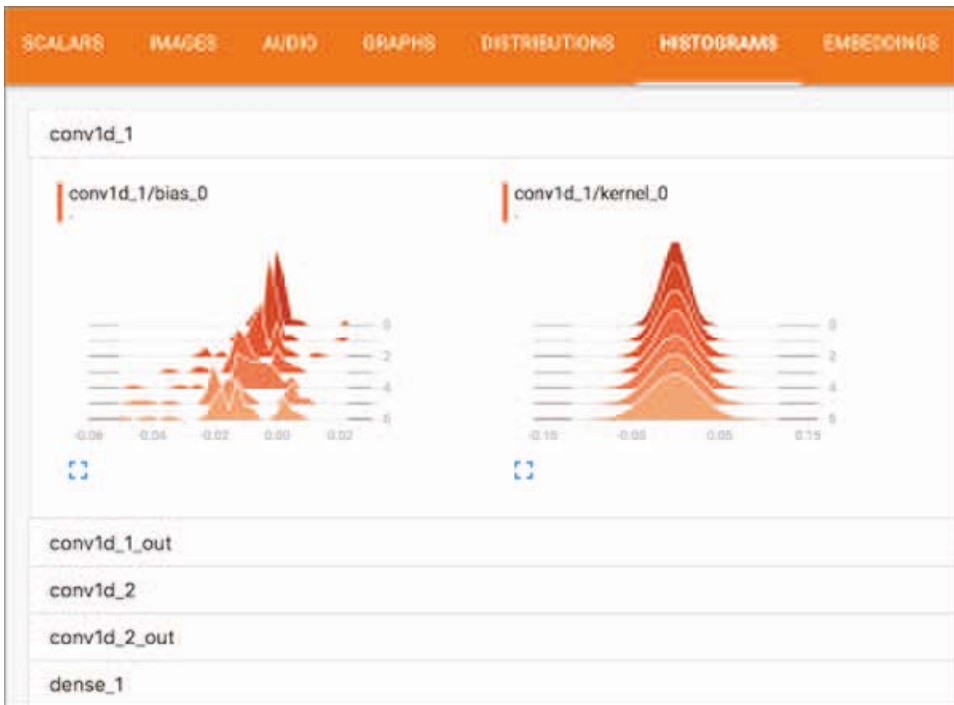 SCALARS IMAGES AUDIO GRAPHS DISTRIBUTIONS HISTOGRAMS EMBEDDINGS
conv1d_1
conv1d_1/bias_0
conv1d_1/kernel_0
0
2
4
6
-0.06 -0.04 -0.02 0.00 0.02
0
2
4
6
-0.15 -0.05 0.05 0.15
conv1d_1_out
conv1d_2
conv1d_2_out
dense_1